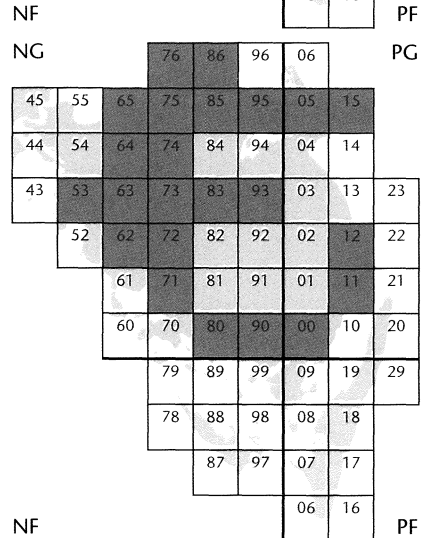 NF PF
NG 76 86 96 06 PG
45 55 65 75 85 95 05 15
44 54 64 74 84 94 04 14
43 53 63 73 83 93 03 13 23
52 62 72 82 92 02 12 22
61 71 81 91 01 11 21
60 70 80 90 00 10 20
79 89 99 09 19 29
78 88 98 08 18
87 97 07 17
06 16
NF PF